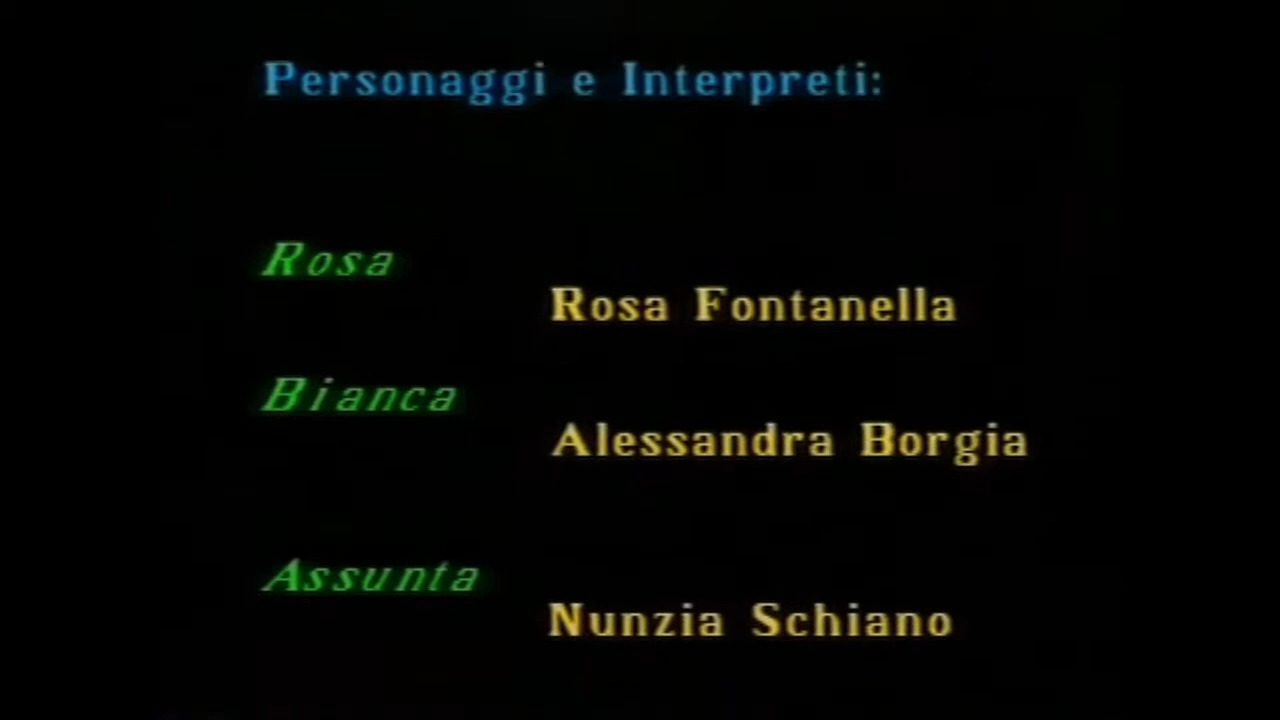 Personaggi e Interpreti:
Rosa
Rosa Fontanella
Bianca
Alessandra Borgia
Assunta
Nunzia Schiano